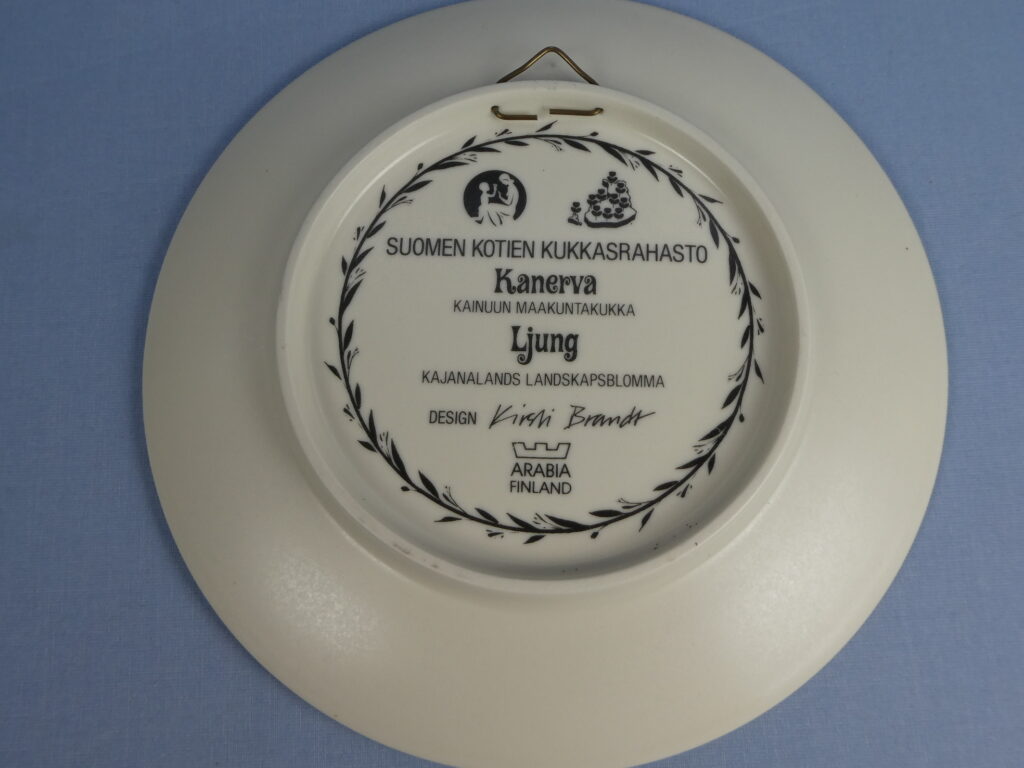 SUOMEN KOTIEN KUKKASRAHASTO
Kanerva
KAINUUN MAAKUNTAKUKKA
Ljung
KAJANALANDS LANDSKAPSBLOMMA
DESIGN Kirsti Brandt
ARABIA
FINLAND